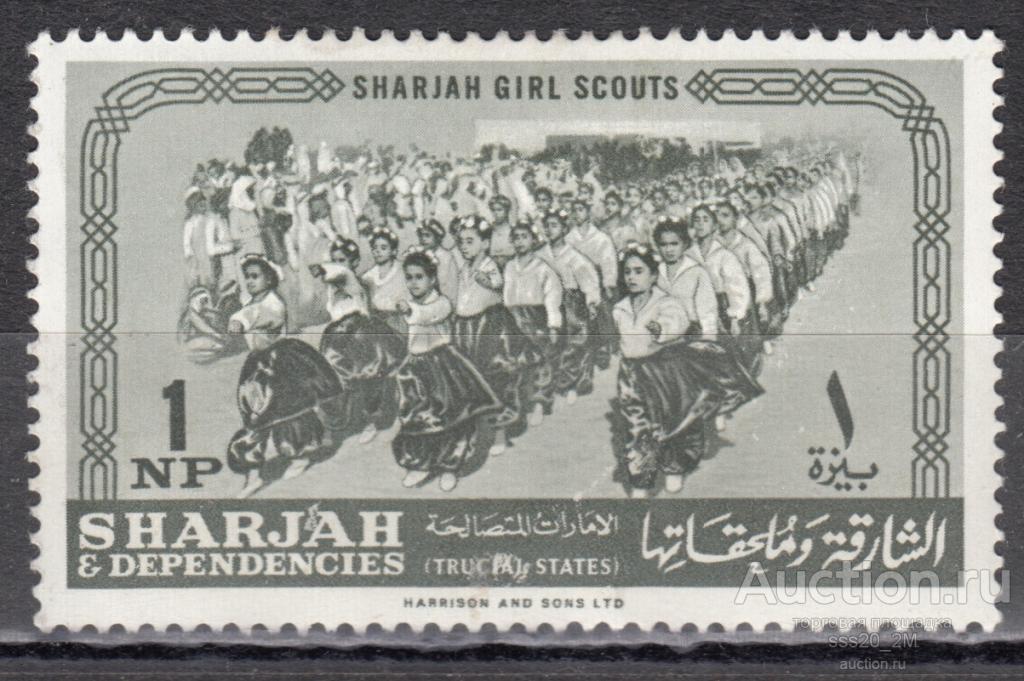 SHARJAH GIRL SCOUTS
1
NP
١
بيزة
SHARJAH
& DEPENDENCIES
الامارات المتصالحة
(TRUCIAL STATES)
الشارقة وملحقاتها
HARRISON AND SONS LTD
Auction.ru
торговая площадка
sss20_2M
auction.ru